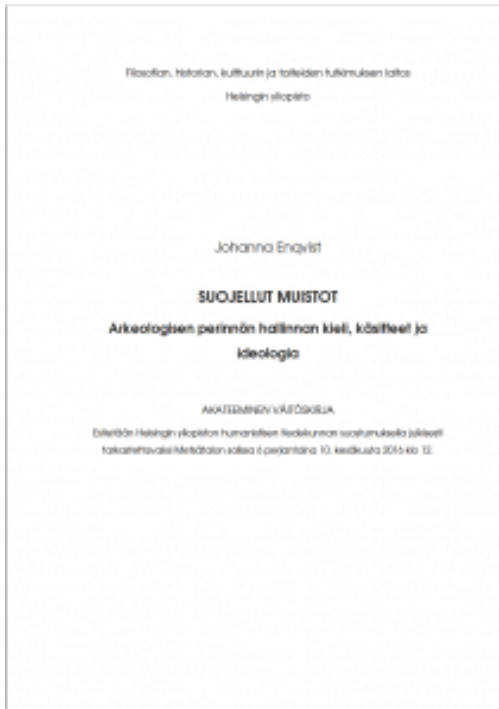 Filosofian, historian, kulttuurin ja taiteiden tutkimuksen laitos
Helsingin yliopisto
Johanna Enqvist
SUOJELLUT MUISTOT
Arkeologisen perinnön hallinnan kieli, käsitteet ja
ideologia
AKATEEMINEN VÄITÖSKIRJA
Esitetään Helsingin yliopiston humanistisen tiedekunnan suostumuksella julkisesti
tarkastettavaksi Metsätalon salissa 6 perjantaina 10. kesäkuuta 2016 klo 12.